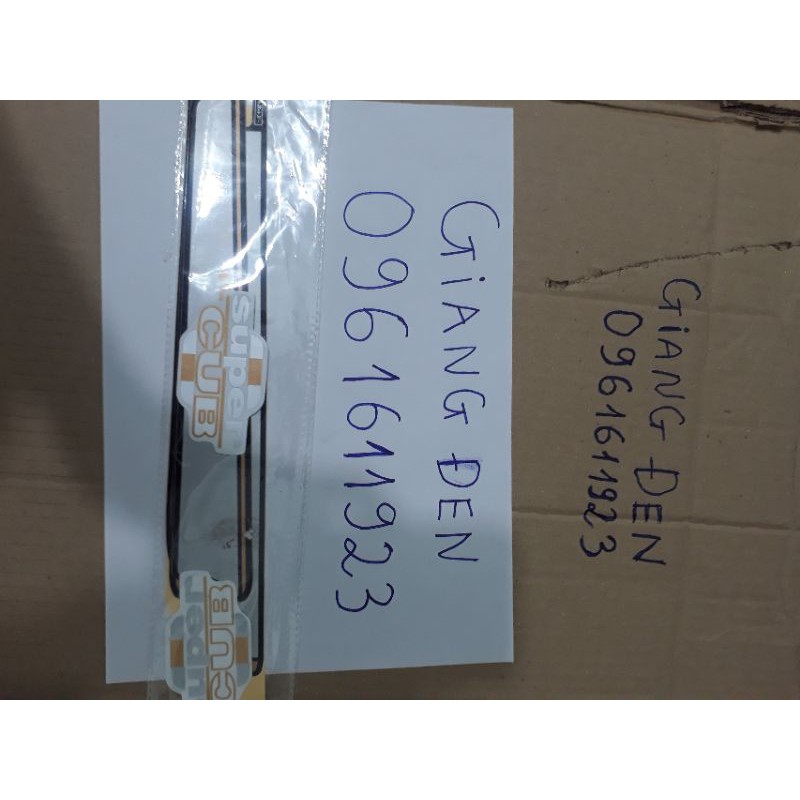 GIANG ĐEN
0961611923
GIANG ĐEN
0961611923
super
CUB
super
CUB